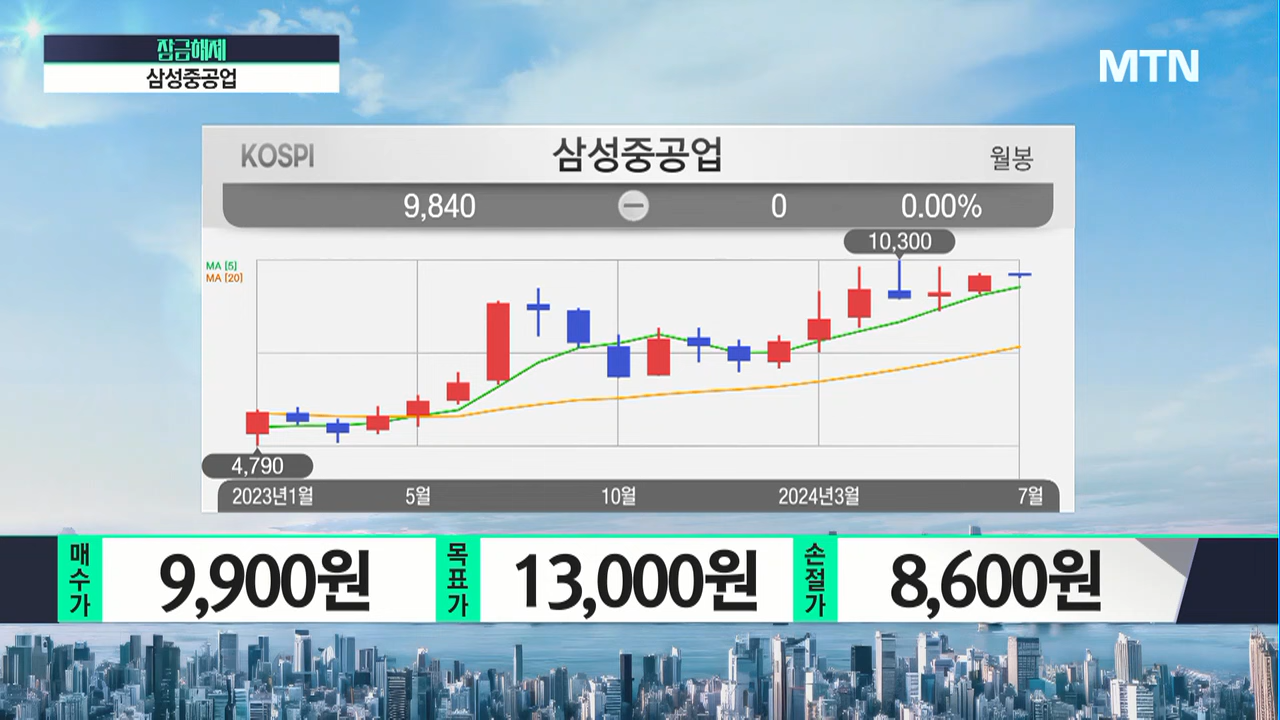 잠금해제
삼성중공업
MTN
KOSPI
삼성중공업
월봉
9,840
0
0.00%
10,300
MA [5]
MA [20]
4,790
2023년1월
5월
10월
2024년3월
7월
매수가
9,900원
목표가
13,000원
손절가
8,600원